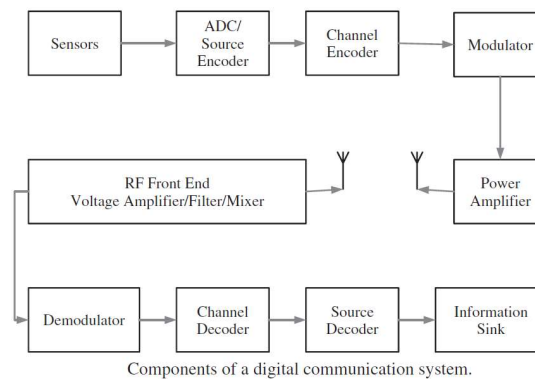 Sensors
ADC/
Source
Encoder
Channel
Encoder
Modulator
RF Front End
Voltage Amplifier/Filter/Mixer
Power
Amplifier
Demodulator
Channel
Decoder
Source
Decoder
Information
Sink
Components of a digital communication system.